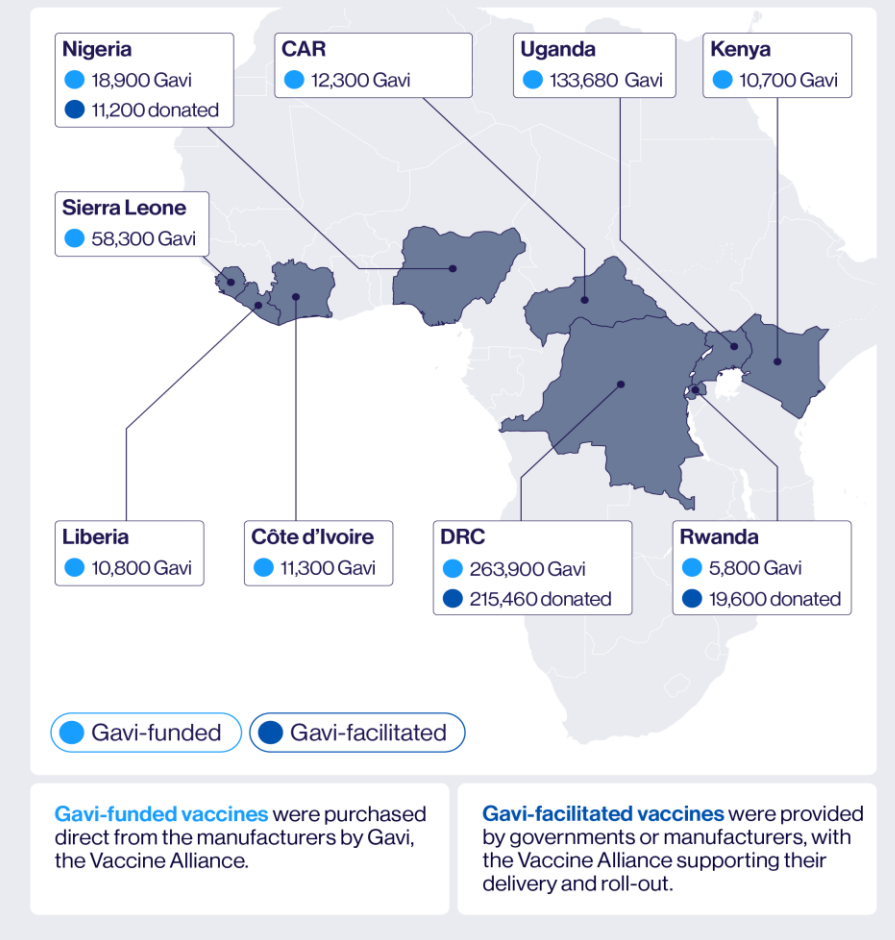 Nigeria
18,900 Gavi
11,200 donated
CAR
12,300 Gavi
Uganda
133,680 Gavi
Kenya
10,700 Gavi
Sierra Leone
58,300 Gavi
Liberia
10,800 Gavi
Côte d'Ivoire
11,300 Gavi
DRC
263,900 Gavi
215,460 donated
Rwanda
5,800 Gavi
19,600 donated
Gavi-funded
Gavi-facilitated
Gavi-funded vaccines were purchased
direct from the manufacturers by Gavi,
the Vaccine Alliance.
Gavi-facilitated vaccines were provided
by governments or manufacturers, with
the Vaccine Alliance supporting their
delivery and roll-out.